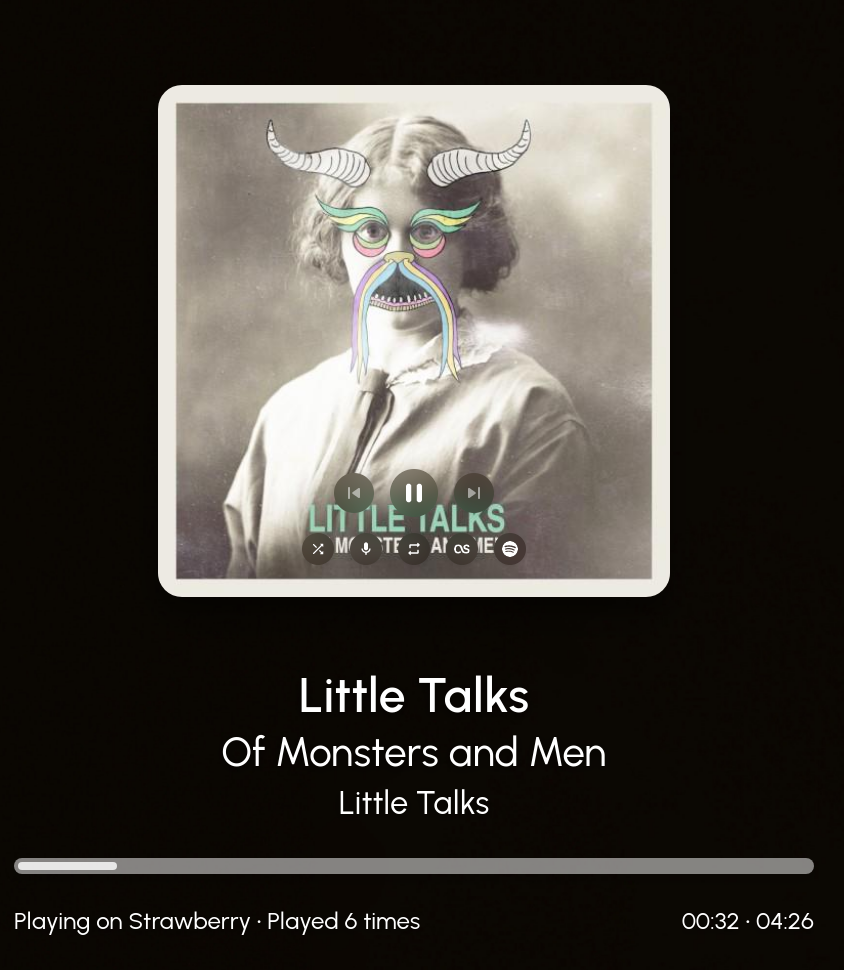 LITTLE TALKS
Little Talks
Of Monsters and Men
Little Talks
Playing on Strawberry · Played 6 times
00:32 · 04:26